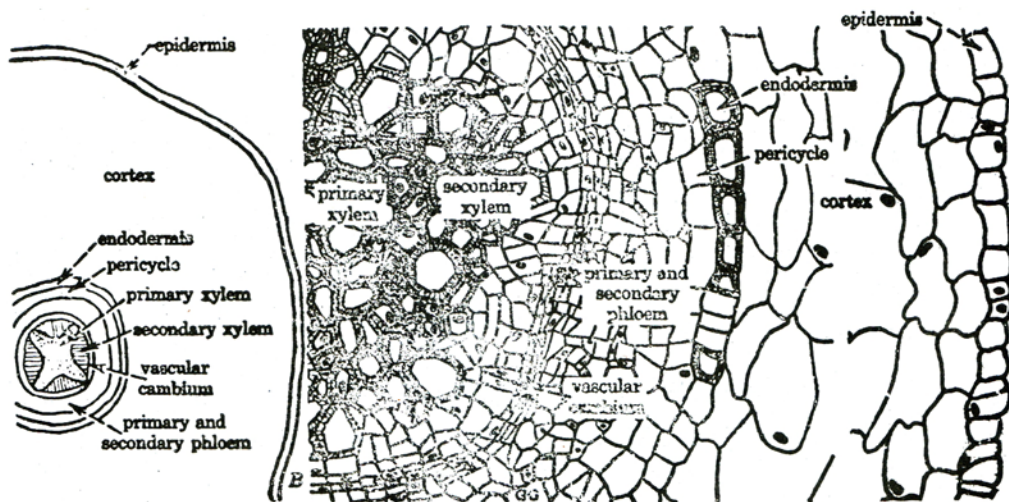 epidermis
cortex
endodermis
pericycle
primary xylem
secondary xylem
vascular
cambium
primary and
secondary phloem
B
primary
xylem
secondary
xylem
primary and
secondary
phloem
vascular
cambium
endodermis
pericycle
cortex
epidermis